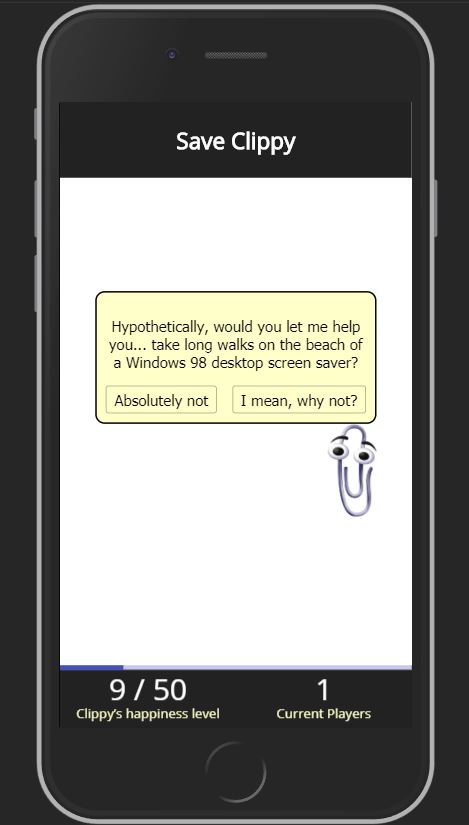 Save Clippy
Hypothetically, would you let me help
you... take long walks on the beach of
a Windows 98 desktop screen saver?
Absolutely not
I mean, why not?
9 / 50
Clippy's happiness level
1
Current Players